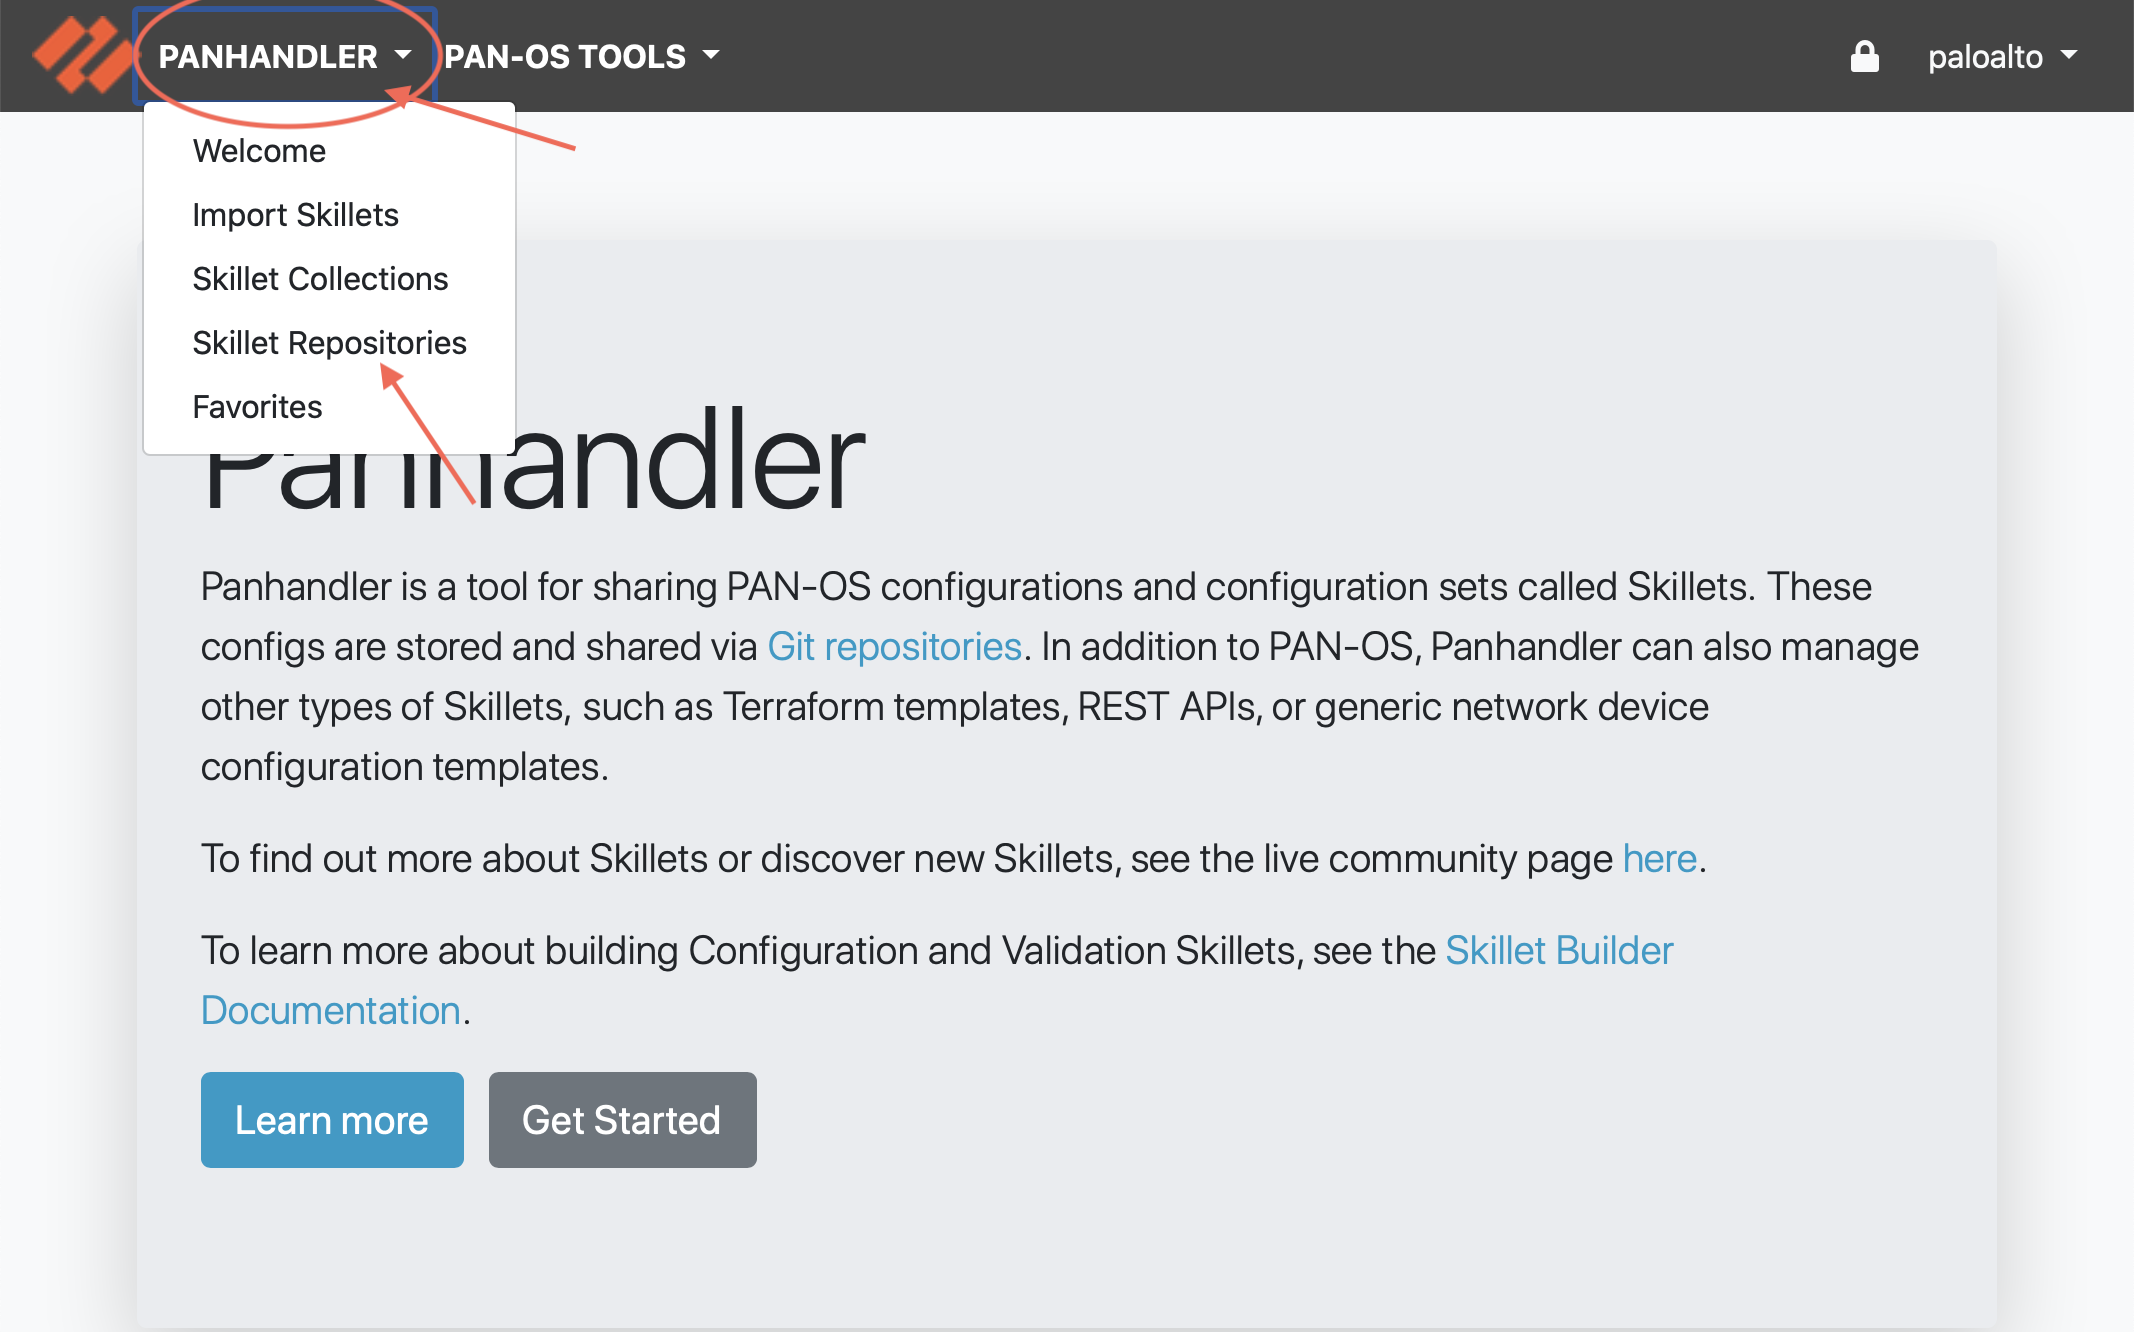 PANHANDLER PAN-OS TOOLS paloalto
Welcome
Import Skillets
Skillet Collections
Skillet Repositories
Favorites
Panhandler
Panhandler is a tool for sharing PAN-OS configurations and configuration sets called Skillets. These
configs are stored and shared via Git repositories. In addition to PAN-OS, Panhandler can also manage
other types of Skillets, such as Terraform templates, REST APIs, or generic network device
configuration templates.
To find out more about Skillets or discover new Skillets, see the live community page here.
To learn more about building Configuration and Validation Skillets, see the Skillet Builder
Documentation.
Learn more Get Started